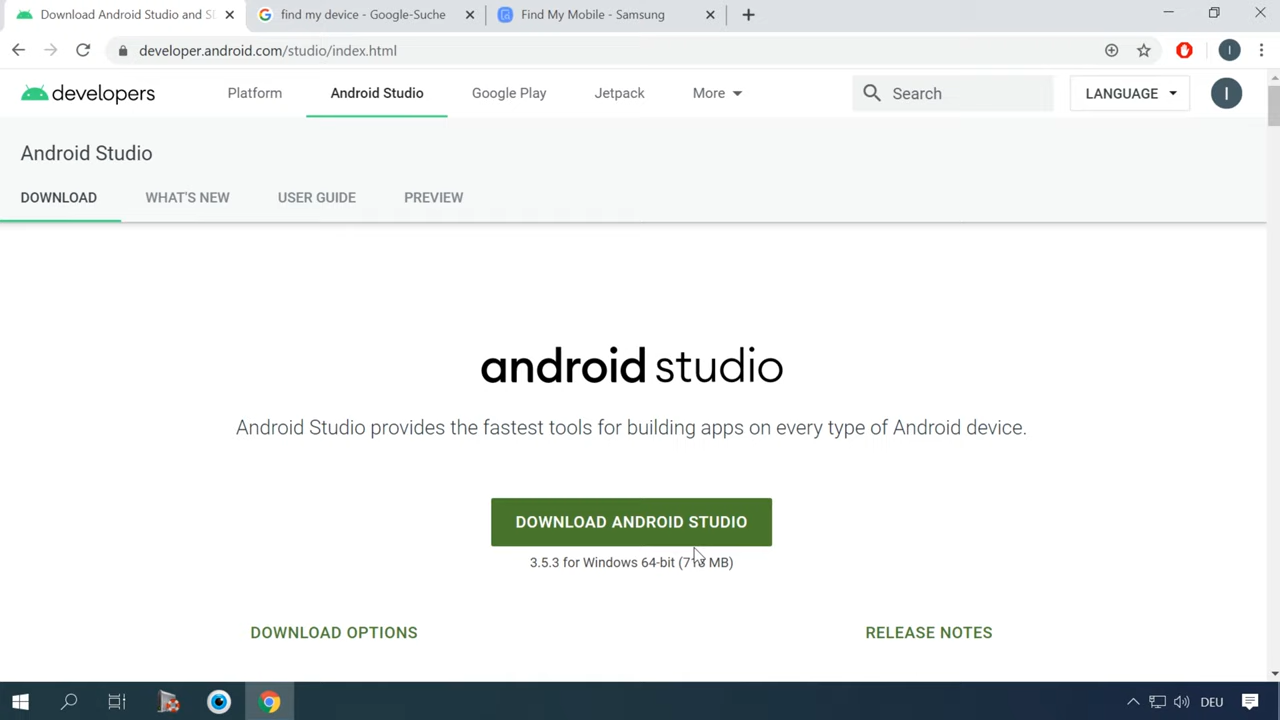 Download Android Studio and S
find my device - Google-Suche
Find My Mobile - Samsung
developer.android.com/studio/index.html
I
developers
Platform
Android Studio
Google Play
Jetpack
More
Search
LANGUAGE
I
Android Studio
DOWNLOAD
WHAT'S NEW
USER GUIDE
PREVIEW
android studio
Android Studio provides the fastest tools for building apps on every type of Android device.
DOWNLOAD ANDROID STUDIO
3.5.3 for Windows 64-bit MB)
DOWNLOAD OPTIONS
RELEASE NOTES
DEU